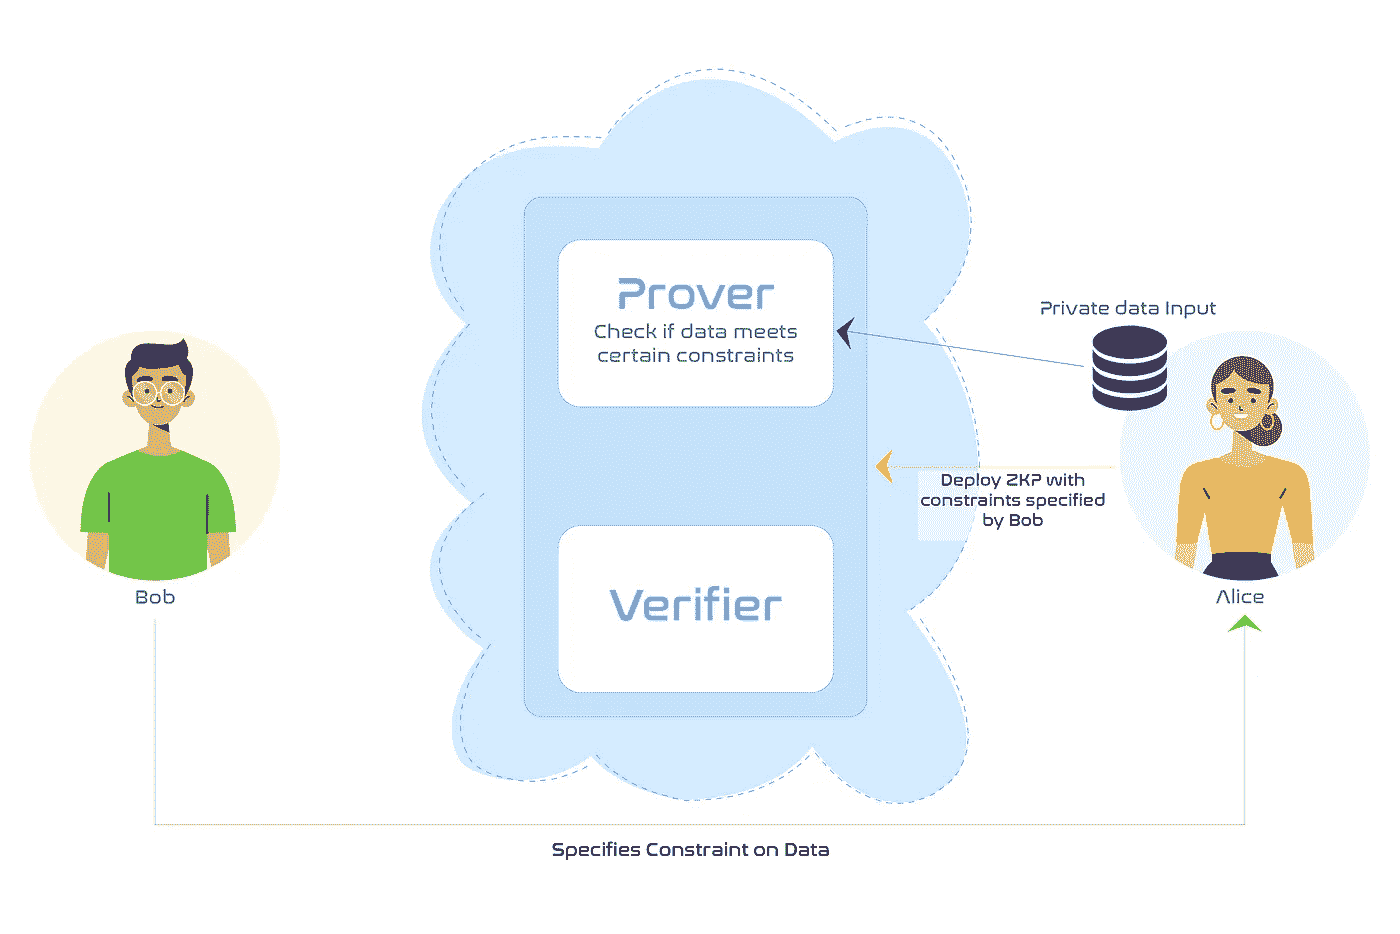 Prover
Check if data meets
certain constraints
Private data Input
Deploy ZKP with
constraints specified
by Bob
Verifier
Bob
Alice
Specifies Constraint on Data